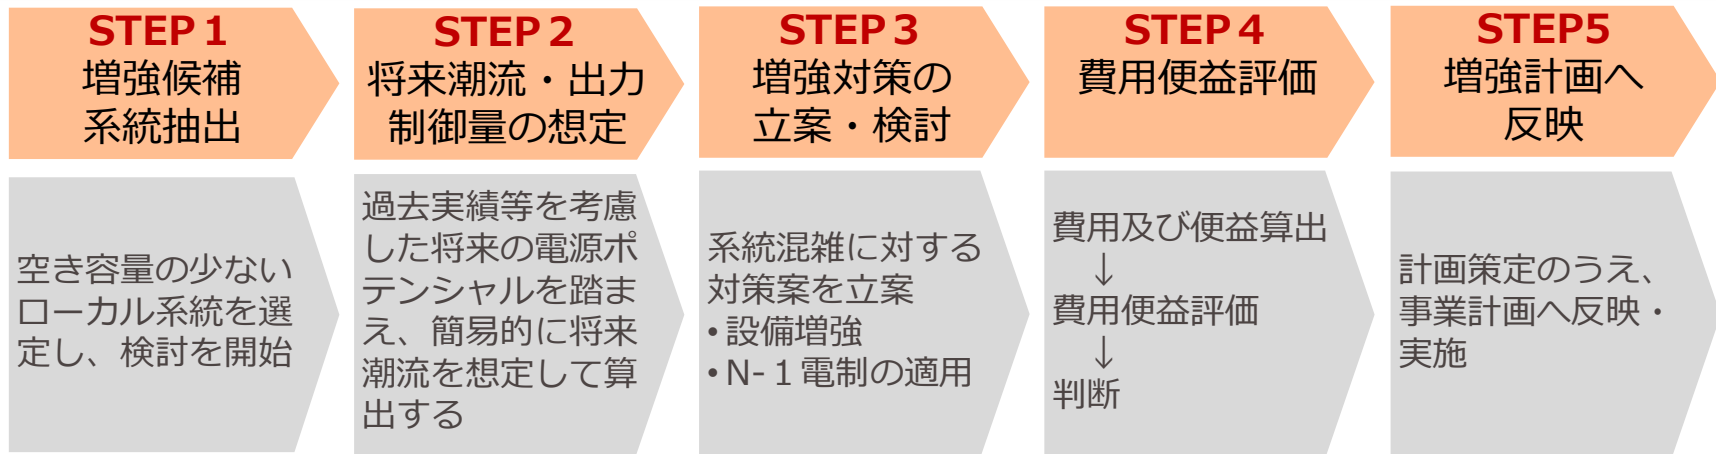 STEP１
増強候補
系統抽出
STEP２
将来潮流・出力
制御量の想定
STEP３
増強対策の
立案・検討
STEP４
費用便益評価
STEP5
増強計画へ
反映
空き容量の少ない
ローカル系統を選
定し、検討を開始
過去実績等を考慮
した将来の電源ポ
テンシャルを踏ま
え、簡易的に将来
潮流を想定して算
出する
系統混雑に対する
対策案を立案
• 設備増強
• N-１電制の適用
費用及び便益算出
↓
費用便益評価
↓
判断
計画策定のうえ、
事業計画へ反映・
実施